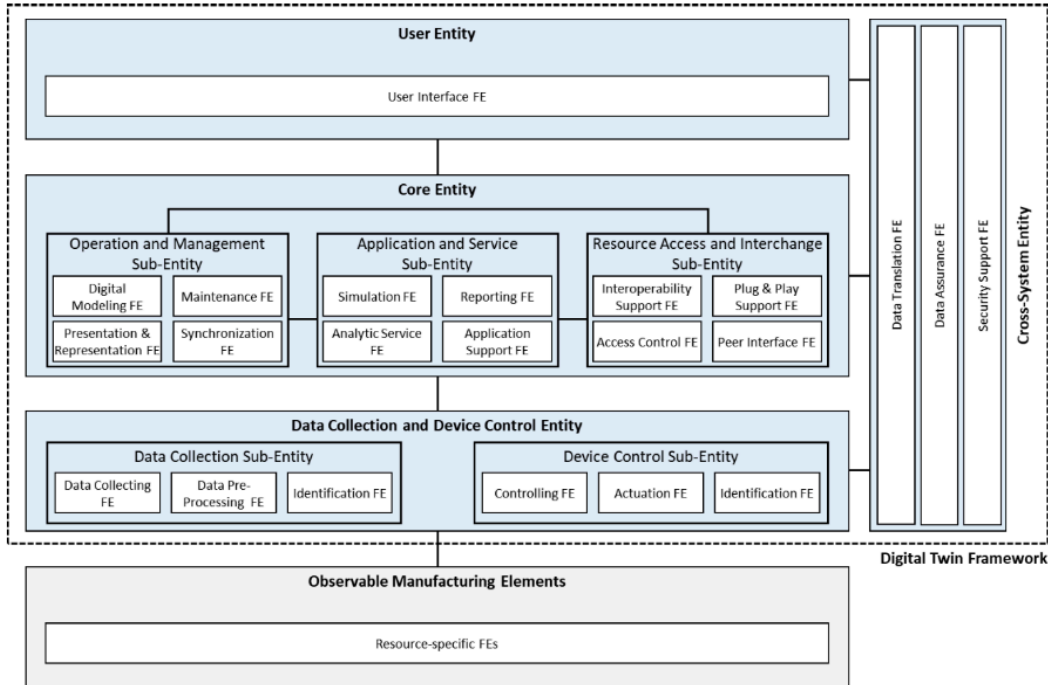 User Entity
User Interface FE
Core Entity
Operation and Management
Sub-Entity
Digital
Modeling FE
Maintenance FE
Presentation &
Representation FE
Synchronization
FE
Application and Service
Sub-Entity
Simulation FE
Reporting FE
Analytic Service
FE
Application
Support FE
Resource Access and Interchange
Sub-Entity
Interoperability
Support FE
Plug & Play
Support FE
Access Control FE
Peer Interface FE
Data Collection and Device Control Entity
Data Collection Sub-Entity
Data Collecting
FE
Data Pre-
Processing FE
Identification FE
Device Control Sub-Entity
Controlling FE
Actuation FE
Identification FE
Data Translation FE
Data Assurance FE
Security Support FE
Cross-System Entity
Digital Twin Framework
Observable Manufacturing Elements
Resource-specific FEs